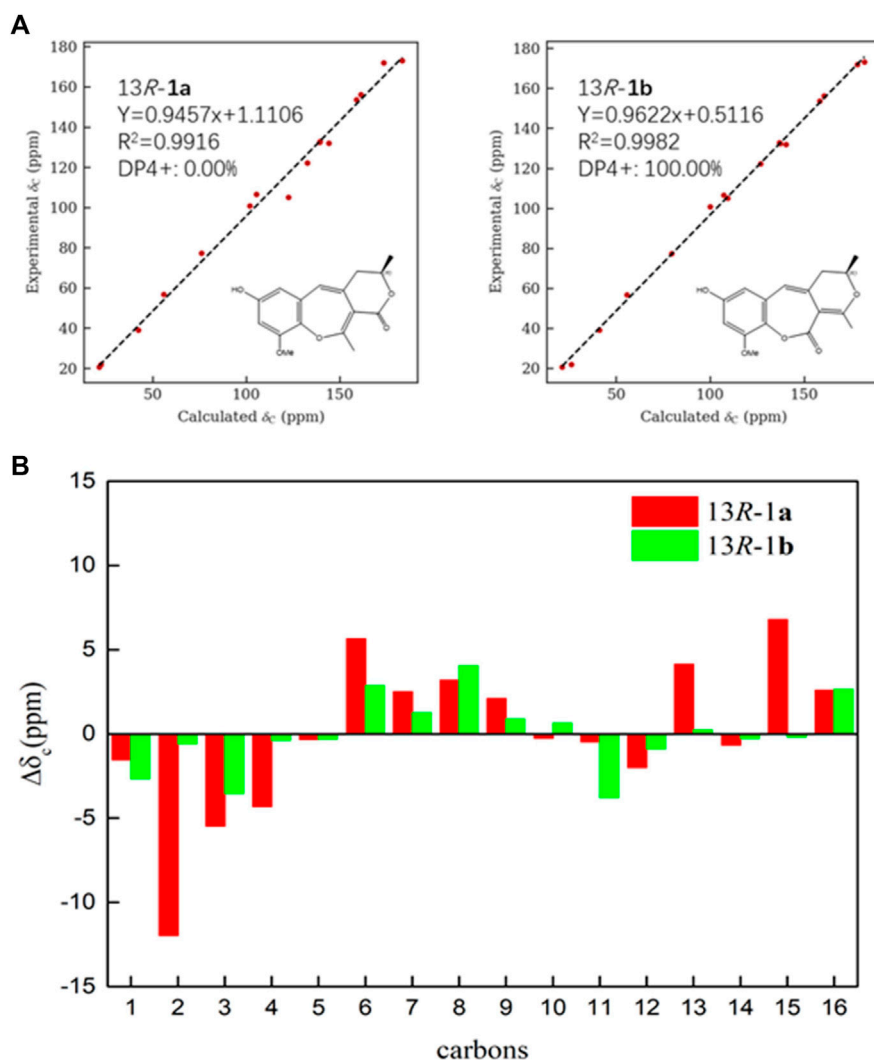 A
13R-1a
Y=0.9457x+1.1106
R²=0.9916
DP4+: 0.00%
180
160
140
120
100
80
60
40
20
Experimental δC (ppm)
HO
OMe
O
O
O
50
100
150
Calculated δC (ppm)
13R-1b
Y=0.9622x+0.5116
R²=0.9982
DP4+: 100.00%
180
160
140
120
100
80
60
40
20
Experimental δC (ppm)
HO
OMe
O
O
O
50
100
150
Calculated δC (ppm)
B
13R-1a
13R-1b
15
10
5
0
-5
-10
-15
Δδc(ppm)
1 2 3 4 5 6 7 8 9 10 11 12 13 14 15 16
carbons